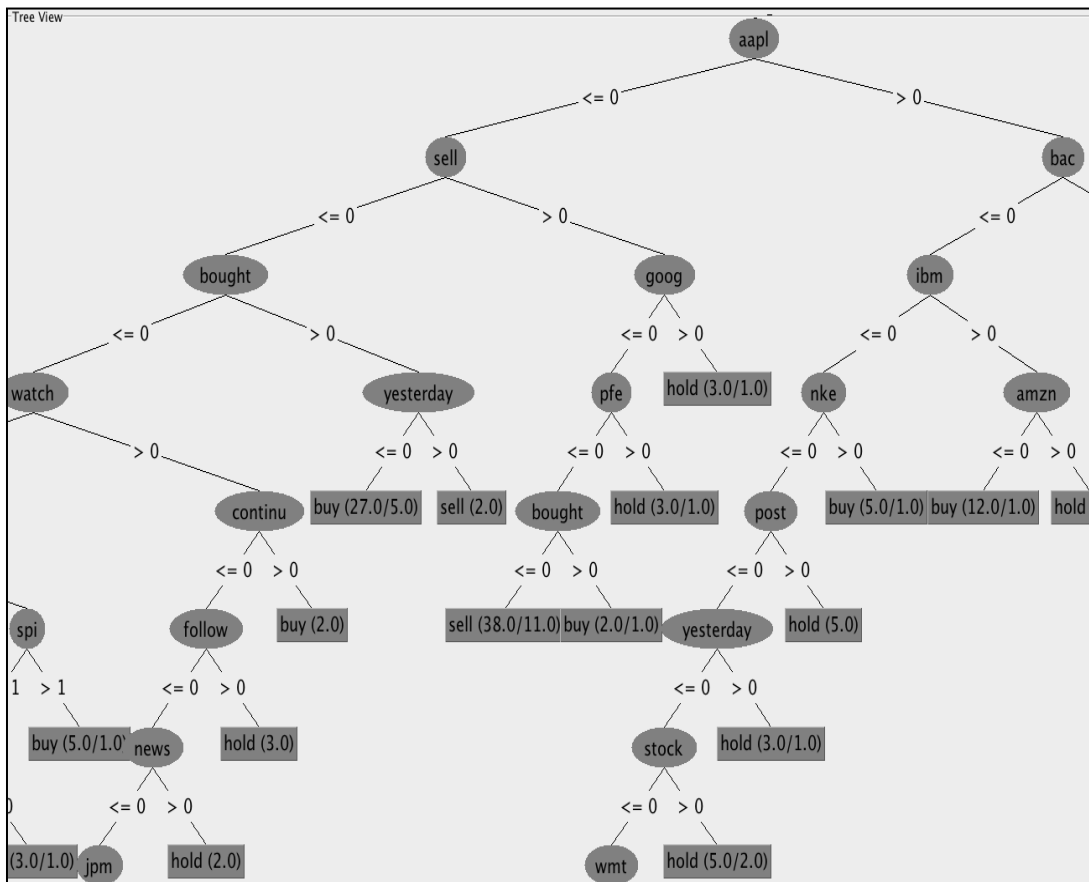 Tree View
aapl
<= 0 > 0
sell bac
<= 0 > 0 <= 0
bought goog ibm
<= 0 > 0 <= 0 > 0 <= 0 > 0
watch yesterday pfe hold (3.0/1.0) nke amzn
> 0 <= 0 > 0 <= 0 > 0 <= 0 > 0 <= 0 > 0
continu buy (27.0/5.0) sell (2.0) bought hold (3.0/1.0) post buy (5.0/1.0) buy (12.0/1.0) hold
<= 0 > 0 <= 0 > 0 <= 0 > 0
spi follow buy (2.0) sell (38.0/11.0) buy (2.0/1.0) yesterday hold (5.0)
1 > 1 <= 0 > 0 <= 0 > 0
buy (5.0/1.0) news hold (3.0) stock hold (3.0/1.0)
<= 0 > 0 <= 0 > 0
(3.0/1.0) jpm hold (2.0) wmt hold (5.0/2.0)